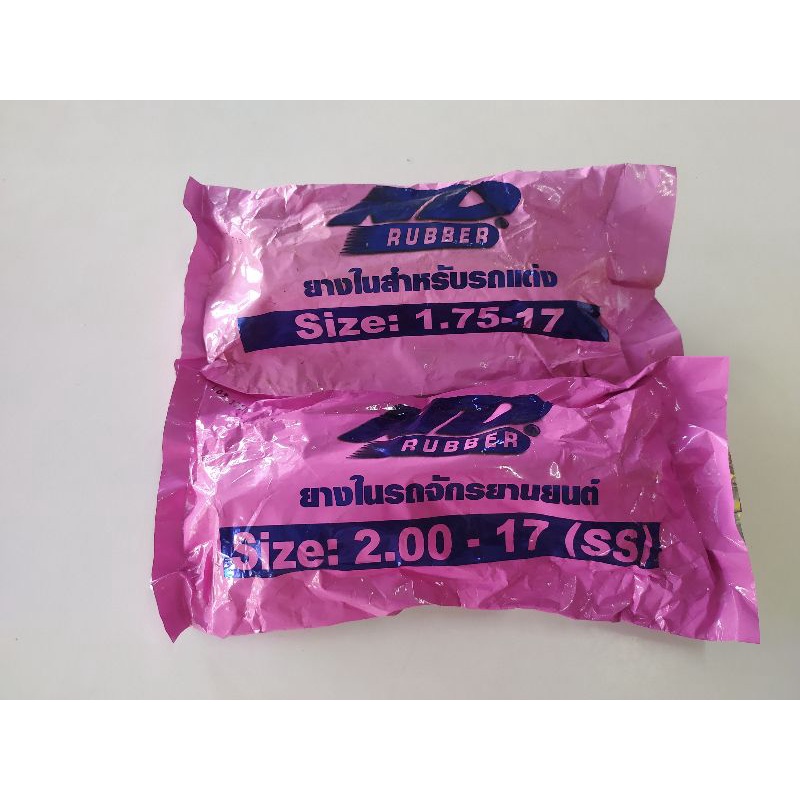 N.D.
RUBBER
ยางในสำหรับรถแต่ง
Size: 1.75-17
N.D.
RUBBER®
ยางในรถจักรยานยนต์
Size: 2.00 - 17 (SS)